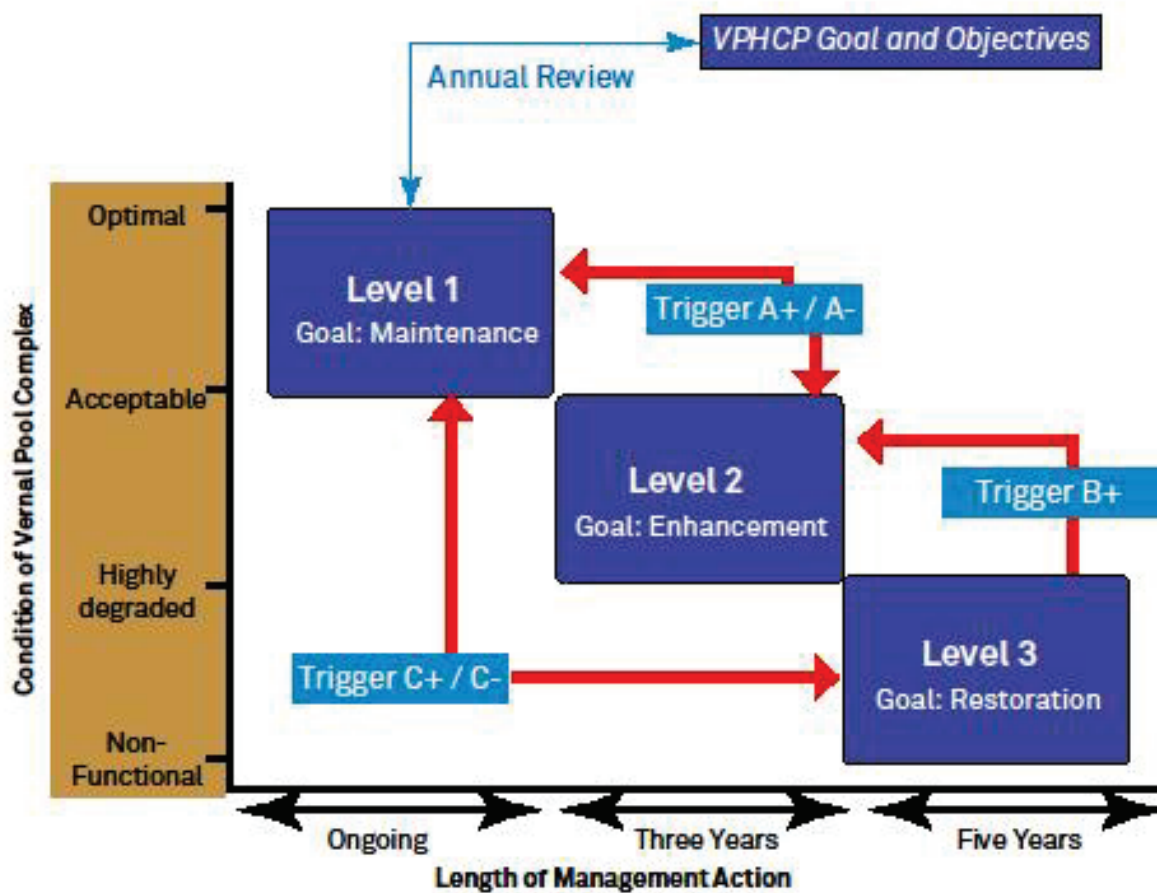 VPHCP Goal and Objectives
Annual Review
Condition of Vernal Pool Complex
Optimal
Acceptable
Highly
degraded
Non-
Functional
Level 1
Goal: Maintenance
Trigger A+ / A-
Level 2
Goal: Enhancement
Trigger B+
Trigger C+ / C-
Level 3
Goal: Restoration
Ongoing
Three Years
Five Years
Length of Management Action